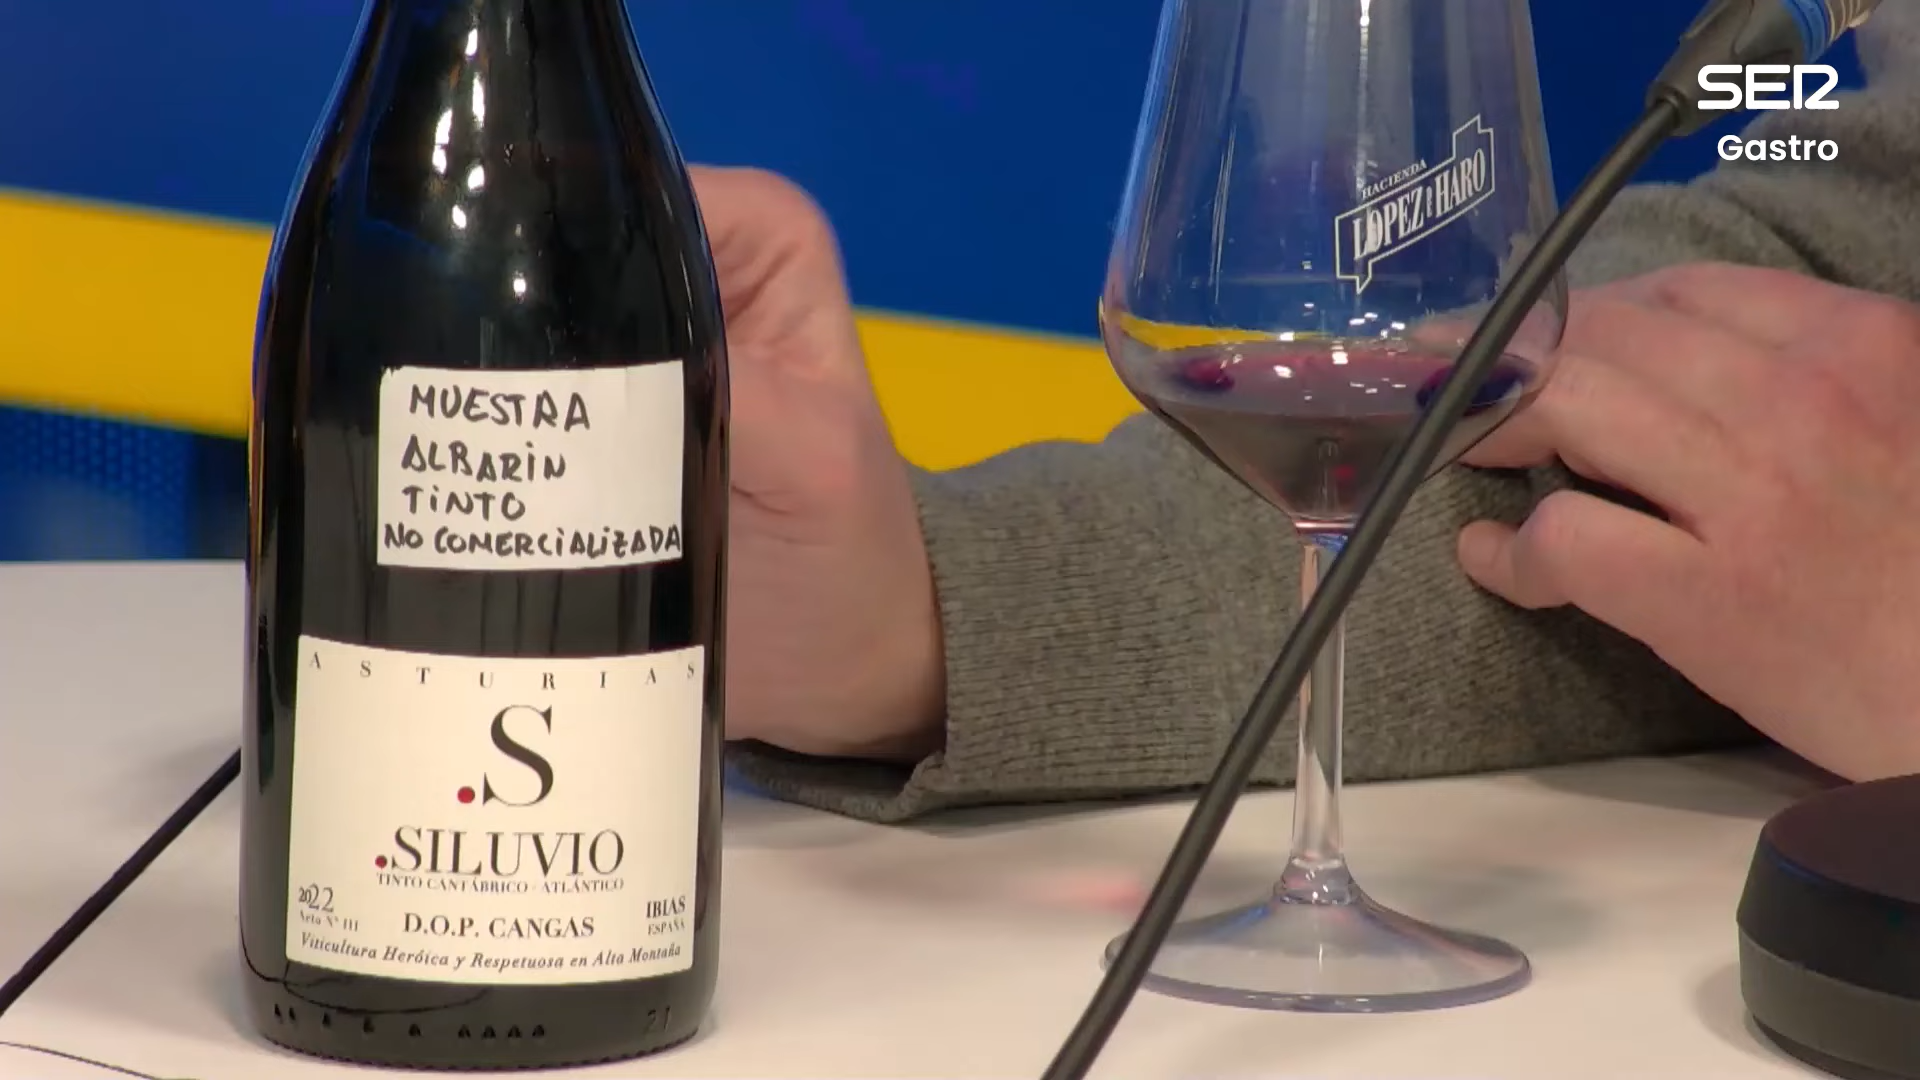 SER
Gastro
HACIENDA
LOPEZ DE HARO
MUESTRA
ALBARIN
TINTO
NO COMERCIALIZADA
ASTURIAS
.S
.SILUVIO
TINTO CANTÁBRICO - ATLÁNTICO
2022
Acto Nº III
D.O.P. CANGAS
IBIAS
ESPAÑA
Viticultura Heróica y Respetuosa en Alta Montaña
21